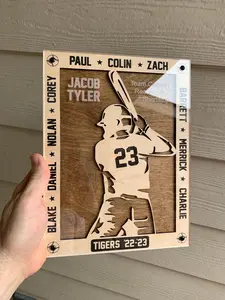 PAUL ★ COLIN ★ ZACH
JACOB
TYLER
BLAKE ★ DANIEL ★ NOLAN ★ COREY
BARRETT ★ MERRICK ★ CHARLIE
23
TIGERS '22-'23